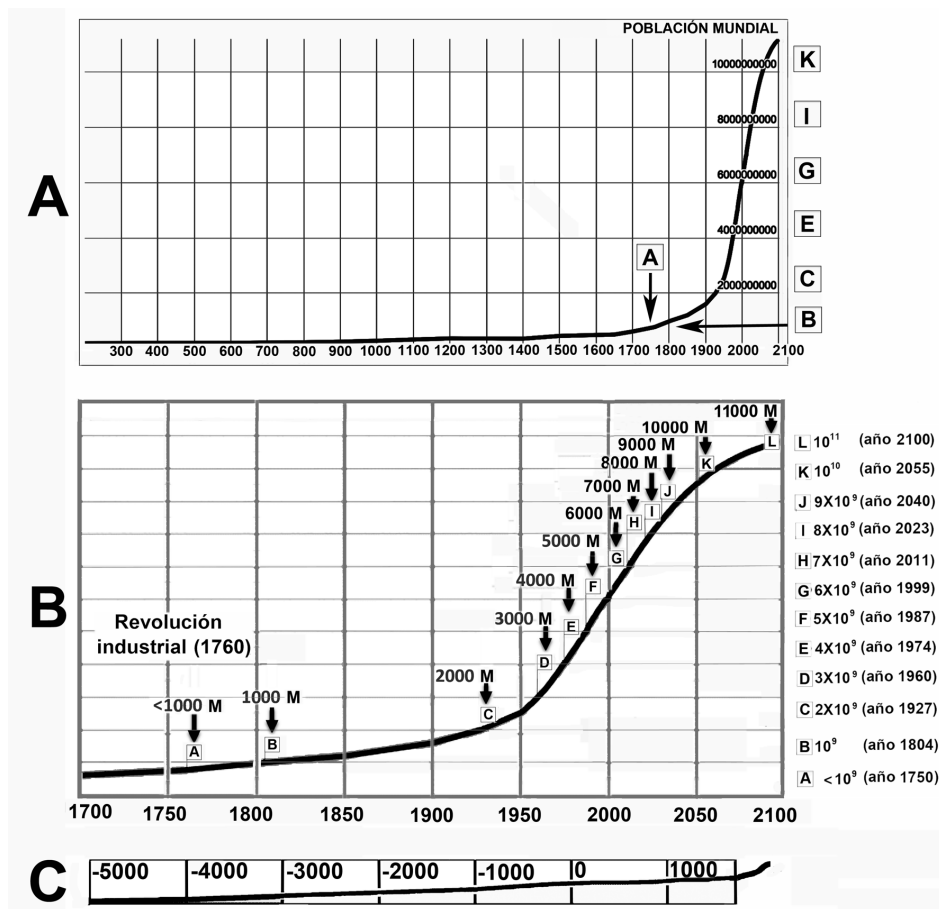 POBLACIÓN MUNDIAL
10000000000
K
8000000000
I
6000000000
G
A
4000000000
E
A
2000000000
C
B
300 400 500 600 700 800 900 1000 1100 1200 1300 1400 1500 1600 1700 1800 1900 2000 2100
B
11000 M
10000 M
9000 M
8000 M
7000 M
6000 M
5000 M
4000 M
3000 M
2000 M
1000 M
<1000 M
Revolución
industrial (1760)
A B C D E F G H I J K L
1700 1750 1800 1850 1900 1950 2000 2050 2100
L 10¹¹ (año 2100)
K 10¹⁰ (año 2055)
J 9X10⁹ (año 2040)
I 8X10⁹ (año 2023)
H 7X10⁹ (año 2011)
G 6X10⁹ (año 1999)
F 5X10⁹ (año 1987)
E 4X10⁹ (año 1974)
D 3X10⁹ (año 1960)
C 2X10⁹ (año 1927)
B 10⁹ (año 1804)
A <10⁹ (año 1750)
C
-5000 -4000 -3000 -2000 -1000 0 1000